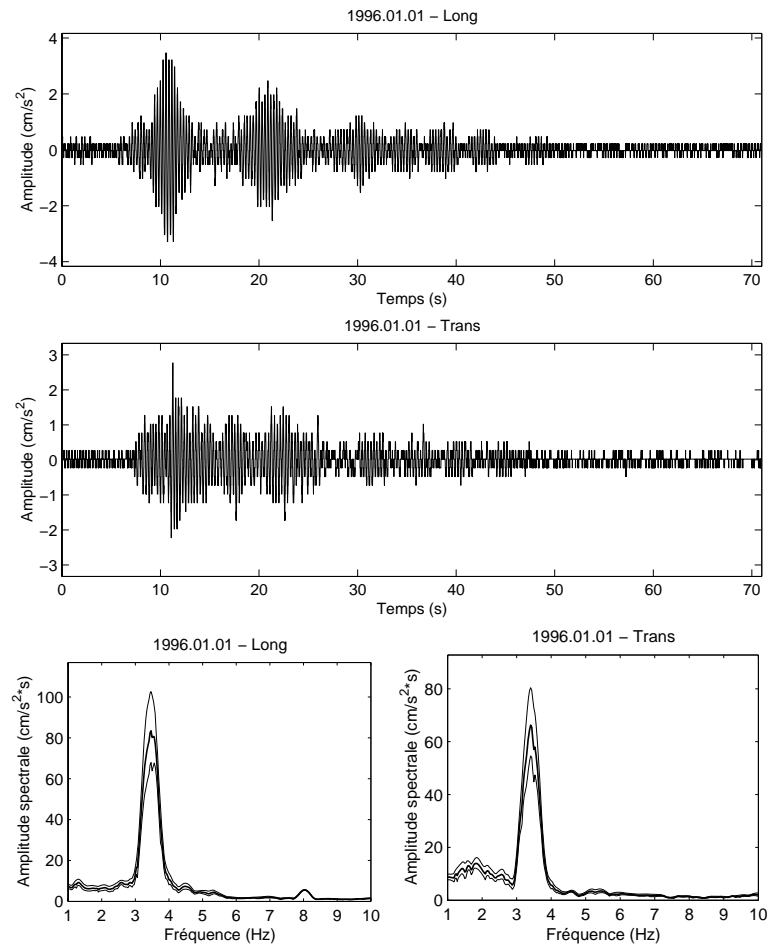 1996.01.01 − Long
4
2
0
−2
−4
Amplitude (cm/s²)
0 10 20 30 40 50 60 70
Temps (s)
1996.01.01 − Trans
3
2
1
0
−1
−2
−3
Amplitude (cm/s²)
0 10 20 30 40 50 60 70
Temps (s)
1996.01.01 − Long
100
80
60
40
20
0
Amplitude spectrale (cm/s²*s)
1 2 3 4 5 6 7 8 9 10
Fréquence (Hz)
1996.01.01 − Trans
80
60
40
20
0
Amplitude spectrale (cm/s²*s)
1 2 3 4 5 6 7 8 9 10
Fréquence (Hz)